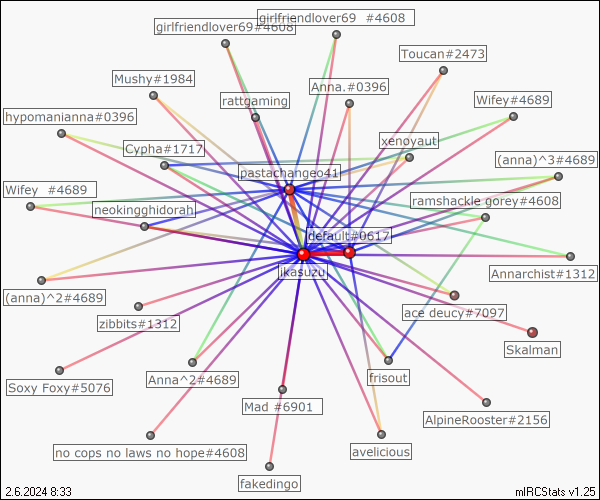 girlfriendlover69 #4608
girlfriendlover69#4608
Toucan#2473
Mushy#1984
Anna.#0396
rattgaming
Wifey#4689
hypomanianna#0396
xenoyaut
Cypha#1717
(anna)^3#4689
pastachangeo41
Wifey #4689
ramshackle gorey#4608
neokingghidorah
default#0617
likasuzu
Annarchist#1312
(anna)^2#4689
ace deucy#7097
zibbits#1312
Skalman
Soxy Foxy#5076
Anna^2#4689
frisout
Mad #6901
AlpineRooster#2156
no cops no laws no hope#4608
avelicious
fakedingo
2.6.2024 8:33
mIRCStats v1.25